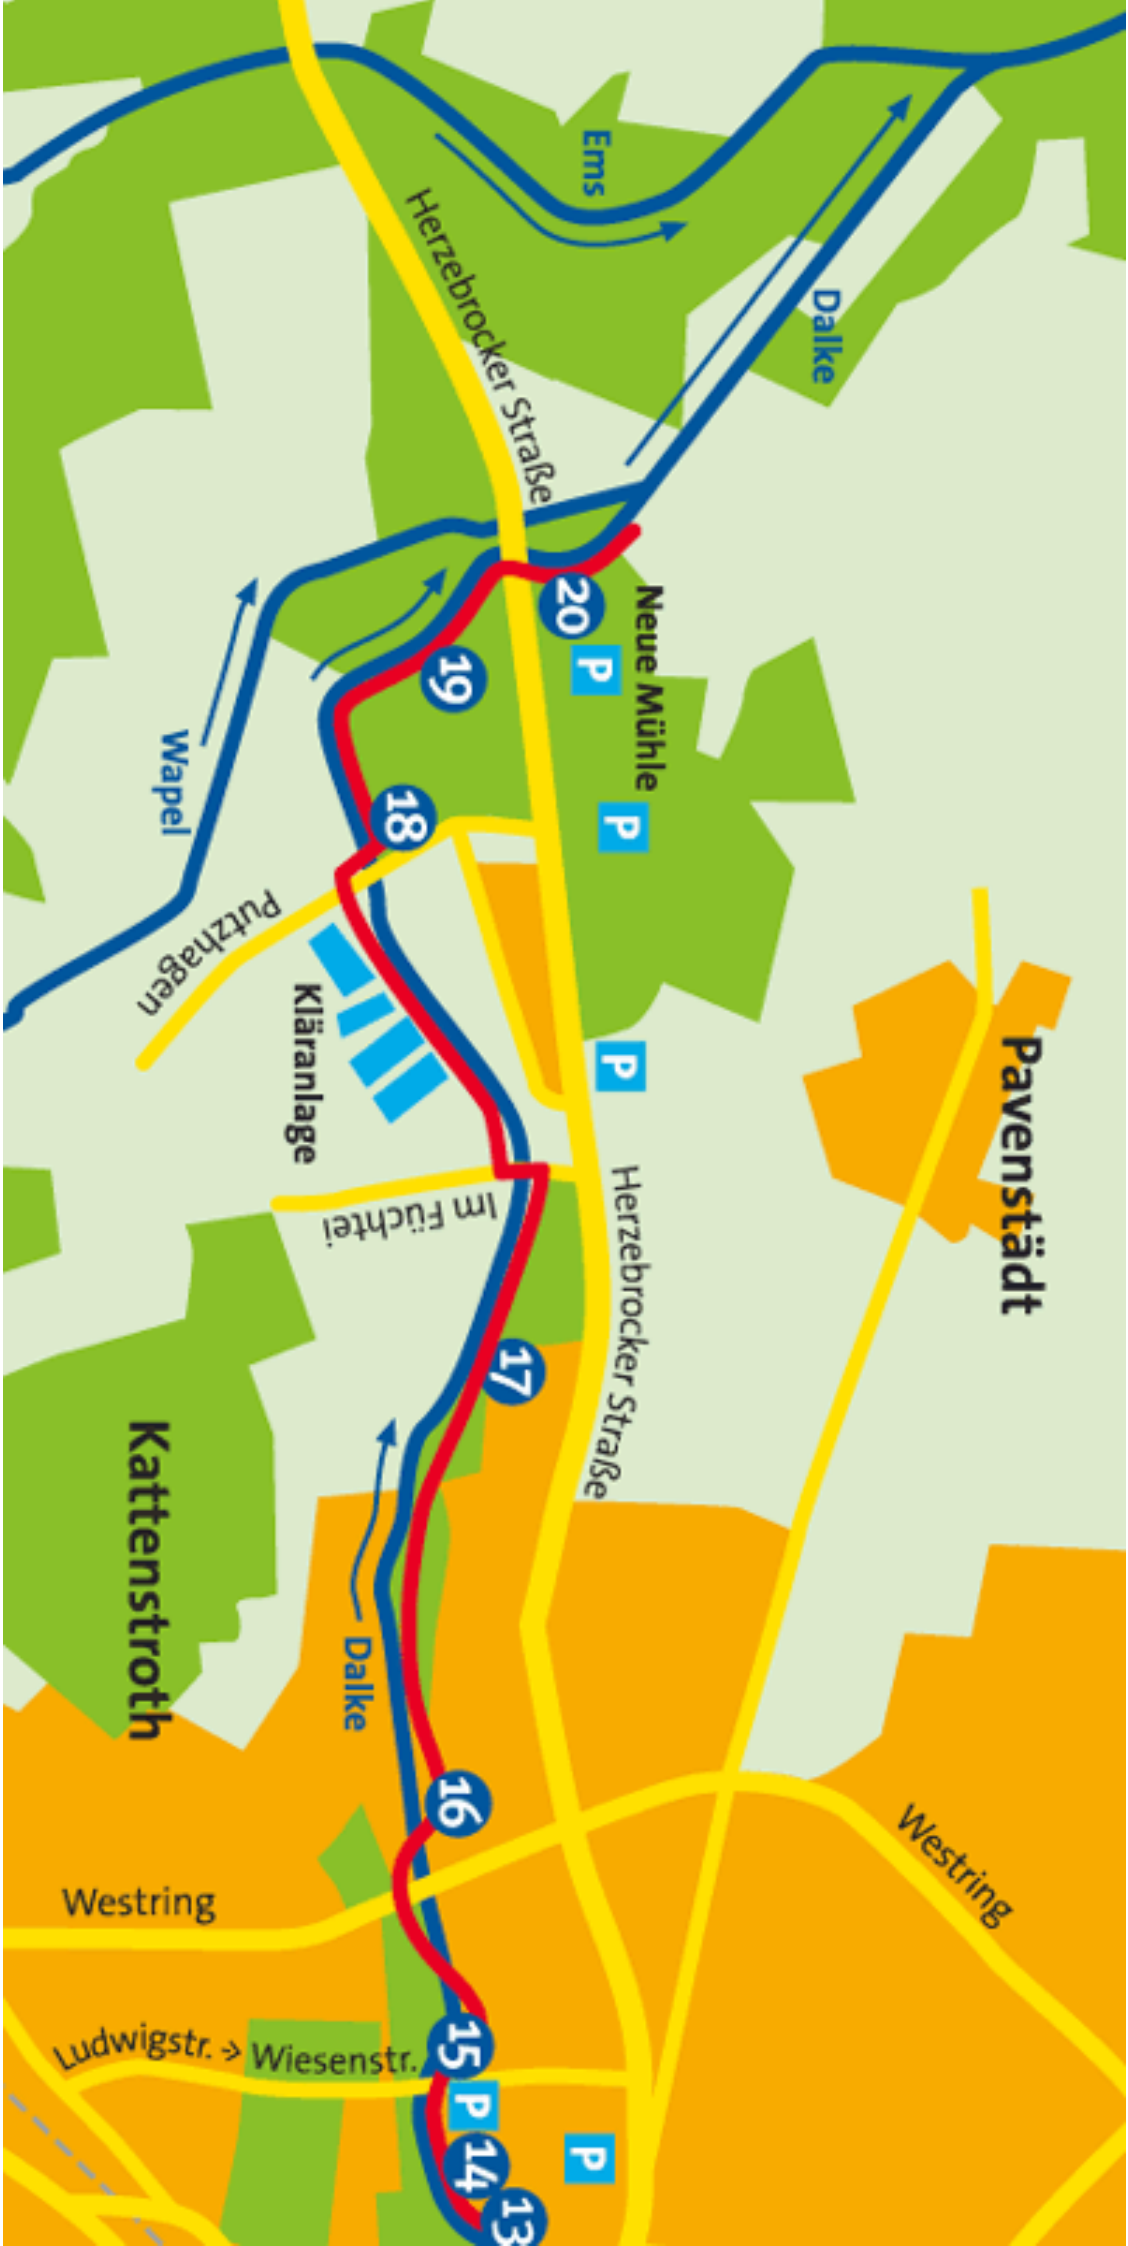 Ems
Herzebrocker Straße
Dalke
20
P
Neue Mühle
19
P
Wapel
18
Putzhagen
Kläranlage
P
Pavenstädt
Im Füchtei
Herzebrocker Straße
17
Kattenstroth
Dalke
16
Westring
Westring
Ludwigstr. → Wiesenstr.
15
P
14
P
13